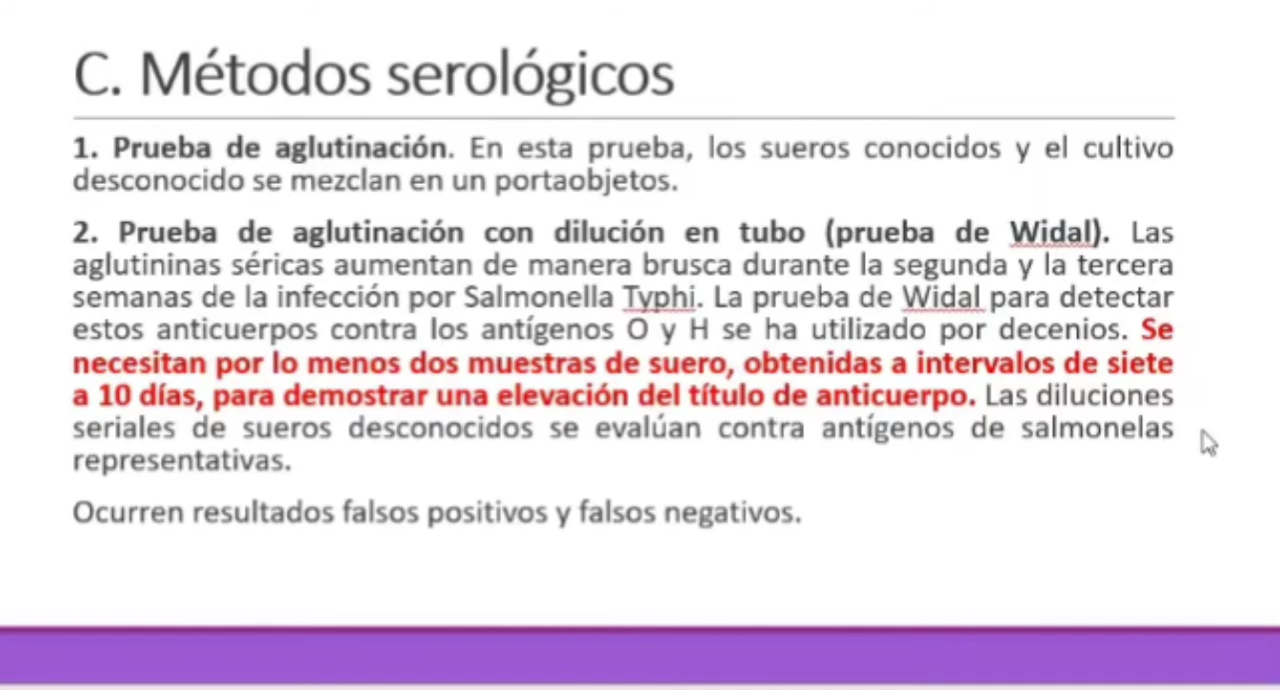 C. Métodos serológicos
1. Prueba de aglutinación. En esta prueba, los sueros conocidos y el cultivo
desconocido se mezclan en un portaobjetos.
2. Prueba de aglutinación con dilución en tubo (prueba de Widal). Las
aglutininas séricas aumentan de manera brusca durante la segunda y la tercera
semanas de la infección por Salmonella Typhi. La prueba de Widal para detectar
estos anticuerpos contra los antígenos O y H se ha utilizado por decenios. Se
necesitan por lo menos dos muestras de suero, obtenidas a intervalos de siete
a 10 días, para demostrar una elevación del título de anticuerpo. Las diluciones
seriales de sueros desconocidos se evalúan contra antígenos de salmonelas
representativas.
Ocurren resultados falsos positivos y falsos negativos.